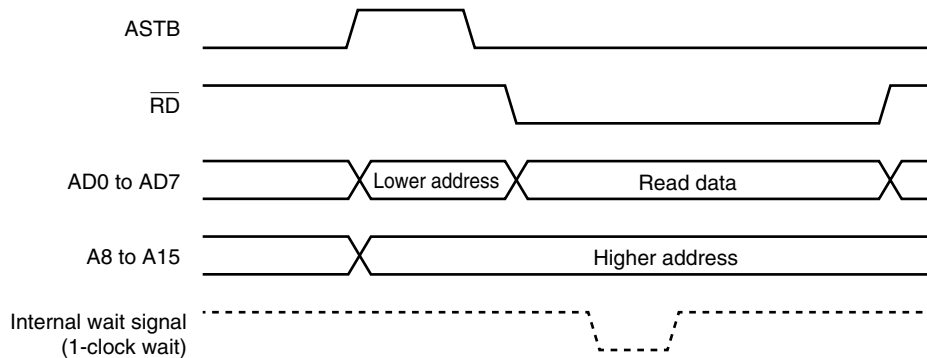 ASTB
R̅D̅
AD0 to AD7
Lower address
Read data
A8 to A15
Higher address
Internal wait signal
(1-clock wait)